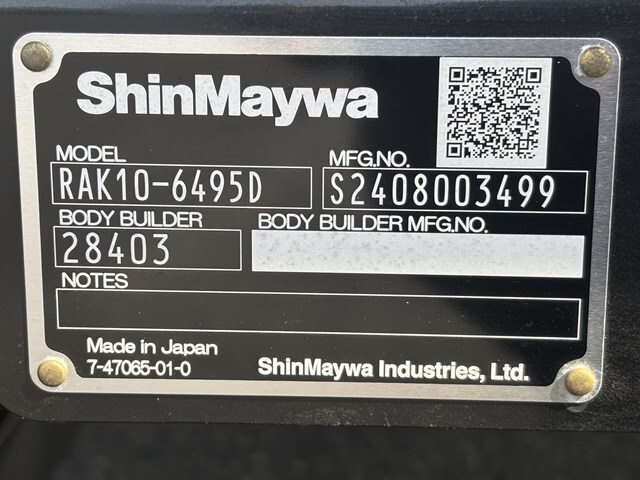 ShinMaywa
MODEL
MFG.NO.
RAK10-6495D
S2408003499
BODY BUILDER
BODY BUILDER MFG.NO.
28403
NOTES
Made in Japan
7-47065-01-0
ShinMaywa Industries, Ltd.